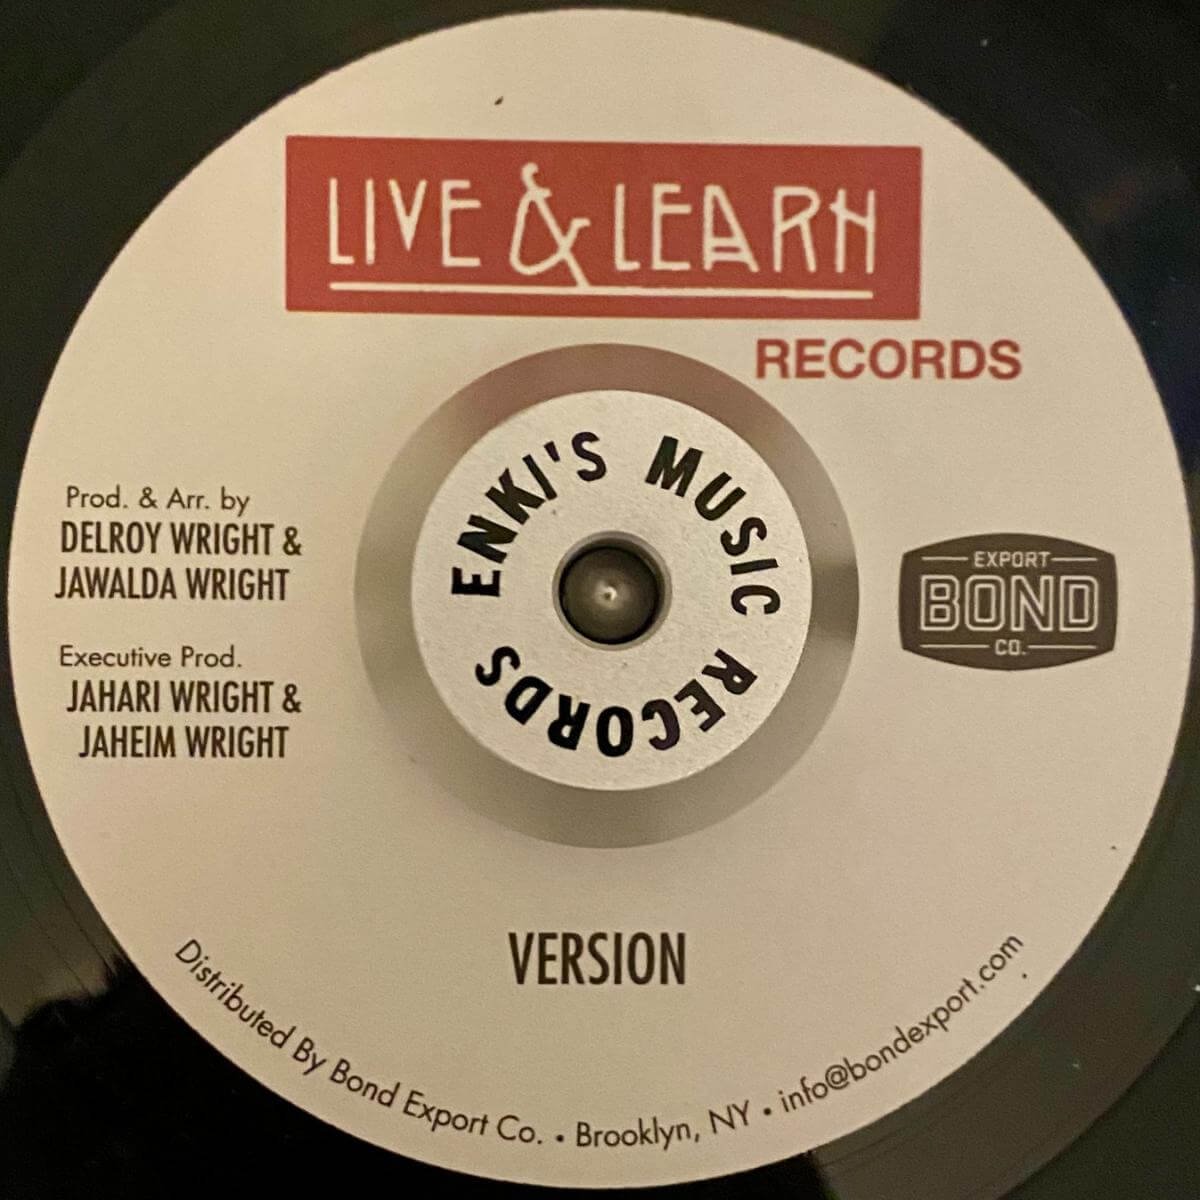 LIVE & LEARN
RECORDS
ENKI'S MUSIC RECORDS
Prod. & Arr. by
DELROY WRIGHT &
JAWALDA WRIGHT
Executive Prod.
JAHARI WRIGHT &
JAHEIM WRIGHT
EXPORT
BOND
CO.
VERSION
Distributed By Bond Export Co. • Brooklyn, NY • info@bondexport.com